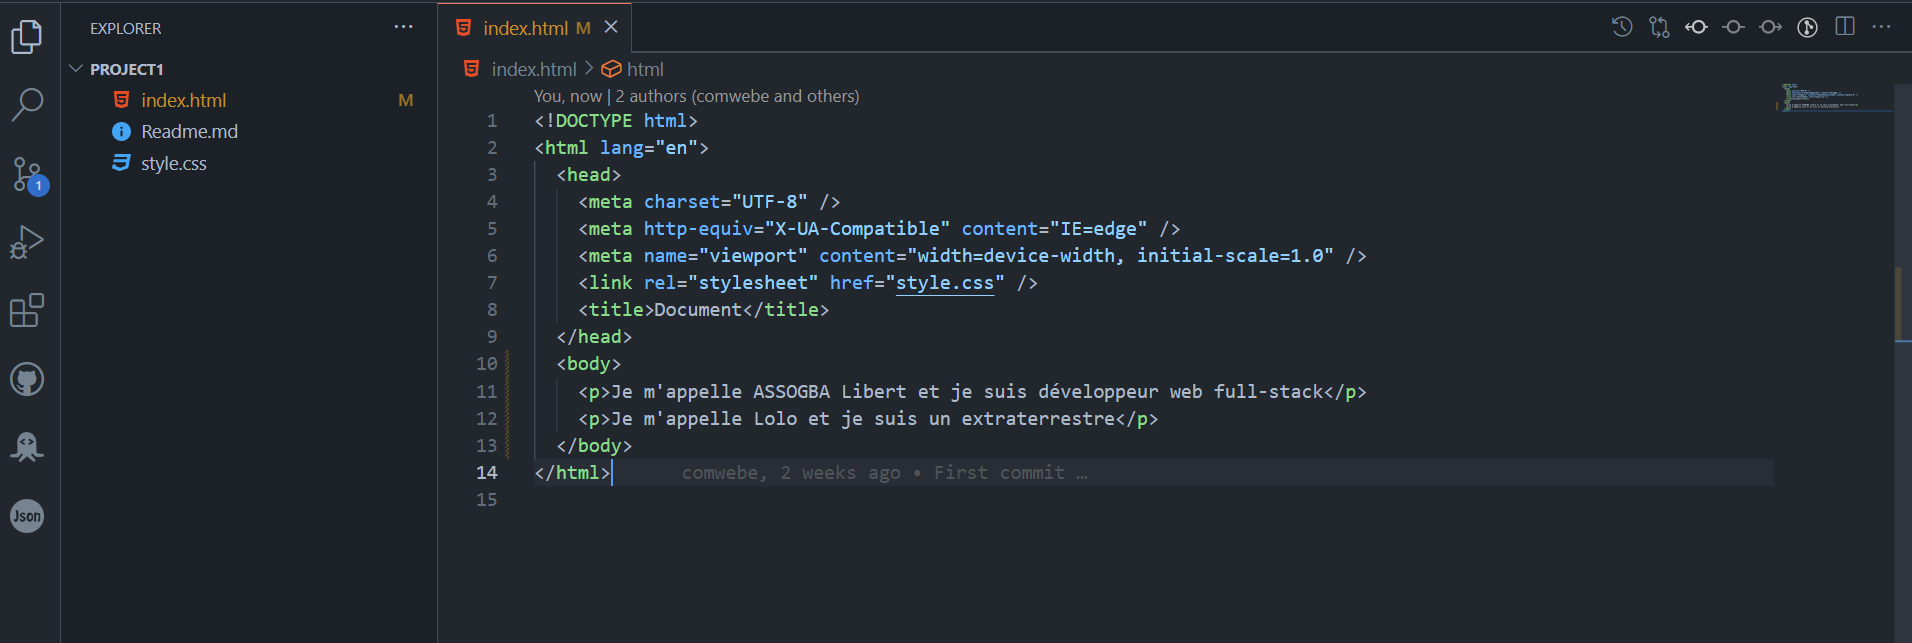 EXPLORER
PROJECT1
index.html M
Readme.md
style.css
1
Json
index.html M
index.html > html
You, now | 2 authors (comwebe and others)
1 <!DOCTYPE html>
2 <html lang="en">
3 <head>
4 <meta charset="UTF-8" />
5 <meta http-equiv="X-UA-Compatible" content="IE=edge" />
6 <meta name="viewport" content="width=device-width, initial-scale=1.0" />
7 <link rel="stylesheet" href="style.css" />
8 <title>Document</title>
9 </head>
10 <body>
11 <p>Je m'appelle ASSOGBA Libert et je suis développeur web full-stack</p>
12 <p>Je m'appelle Lolo et je suis un extraterrestre</p>
13 </body>
14 </html> comwebe, 2 weeks ago • First commit …
15